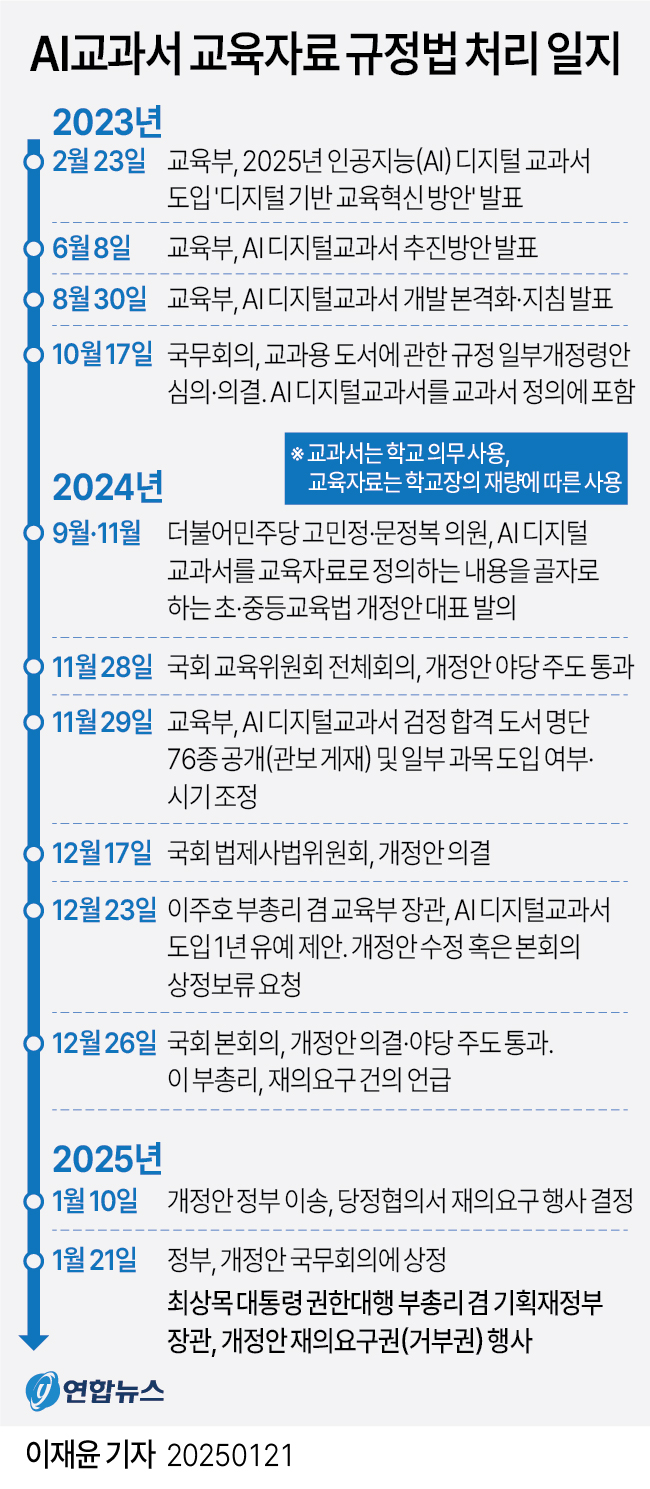 AI교과서 교육자료 규정법 처리 일지
2023년
2월 23일 교육부, 2025년 인공지능(AI) 디지털 교과서
도입 '디지털 기반 교육혁신 방안' 발표
6월 8일 교육부, AI 디지털교과서 추진방안 발표
8월 30일 교육부, AI 디지털교과서 개발 본격화·지침 발표
10월 17일 국무회의, 교과용 도서에 관한 규정 일부개정령안
심의·의결. AI 디지털교과서를 교과서 정의에 포함
※ 교과서는 학교 의무 사용,
교육자료는 학교장의 재량에 따른 사용
2024년
9월·11월 더불어민주당 고민정·문정복 의원, AI 디지털
교과서를 교육자료로 정의하는 내용을 골자로
하는 초·중등교육법 개정안 대표 발의
11월 28일 국회 교육위원회 전체회의, 개정안 야당 주도 통과
11월 29일 교육부, AI 디지털교과서 검정 합격 도서 명단
76종 공개(관보 게재) 및 일부 과목 도입 여부·
시기 조정
12월 17일 국회 법제사법위원회, 개정안 의결
12월 23일 이주호 부총리 겸 교육부 장관, AI 디지털교과서
도입 1년 유예 제안. 개정안 수정 혹은 본회의
상정보류 요청
12월 26일 국회 본회의, 개정안 의결·야당 주도 통과.
이 부총리, 재의요구 건의 언급
2025년
1월 10일 개정안 정부 이송, 당정협의서 재의요구 행사 결정
1월 21일 정부, 개정안 국무회의에 상정
최상목 대통령 권한대행 부총리 겸 기획재정부
장관, 개정안 재의요구권(거부권) 행사
연합뉴스
이재윤 기자 20250121